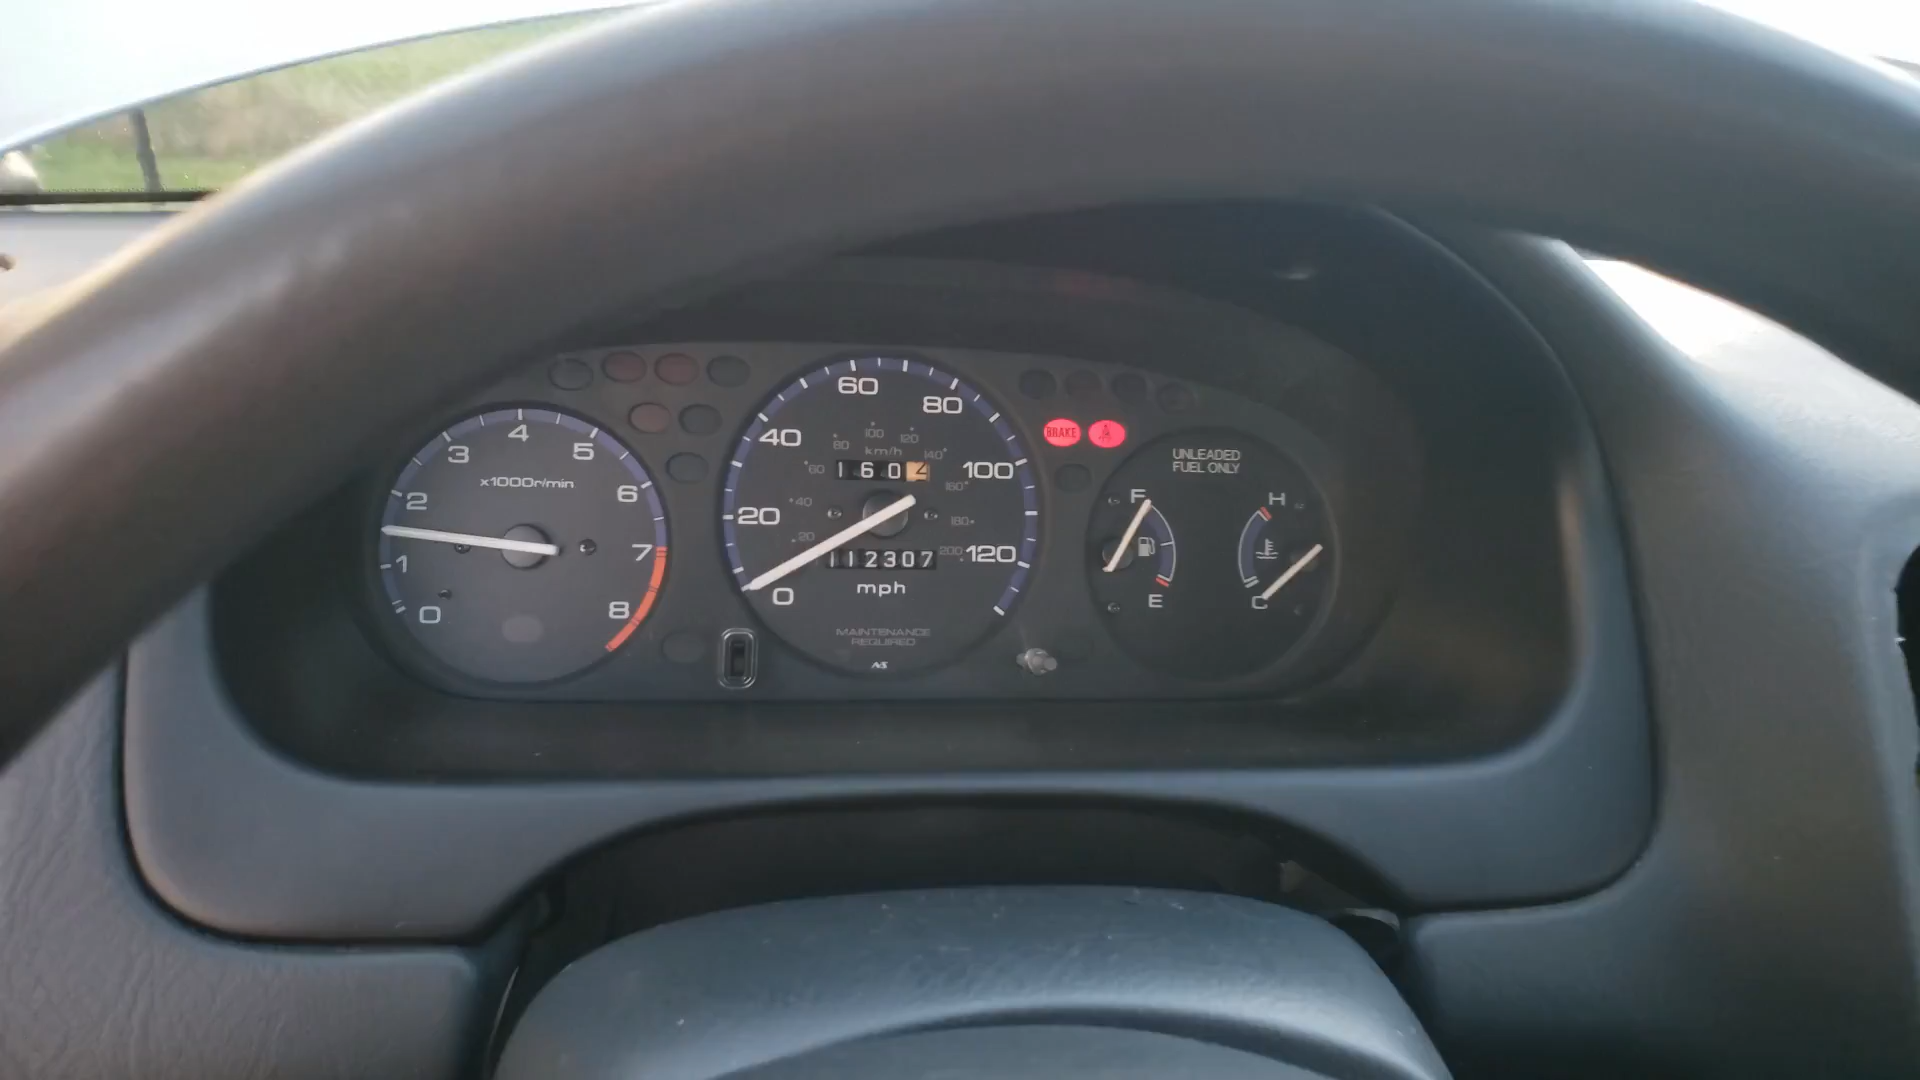 4
3
5
x1000r/min
2
6
1
7
0
8
60
80
40
100
80
120
km/h
60
140
1604
100
160
40
20
180
20
200
112307
120
mph
0
MAINTENANCE
REQUIRED
BRAKE
UNLEADED
FUEL ONLY
F
H
E
C